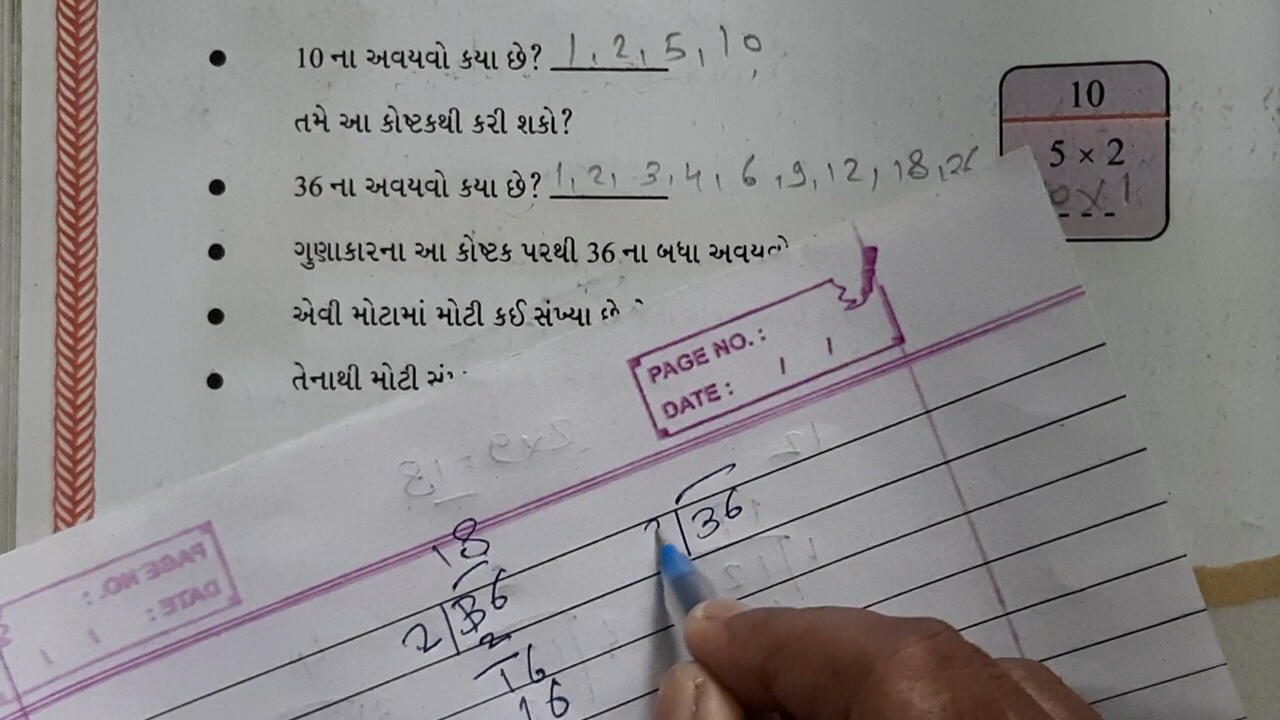 10 ના અવયવો કયા છે? 1, 2, 5, 10
તમે આ કોષ્ટકથી કરી શકો?
36 ના અવયવો કયા છે? 1, 2, 3, 4, 6, 9, 12, 18, 36
ગુણાકારના આ કોષ્ટક પરથી 36 ના બધા
એવી મોટામાં મોટી કઈ સંખ્યા છે
તેનાથી મોટી
10
5 × 2
10 × 1
PAGE NO.:
DATE: / /
18
2 36
2
16
16
36